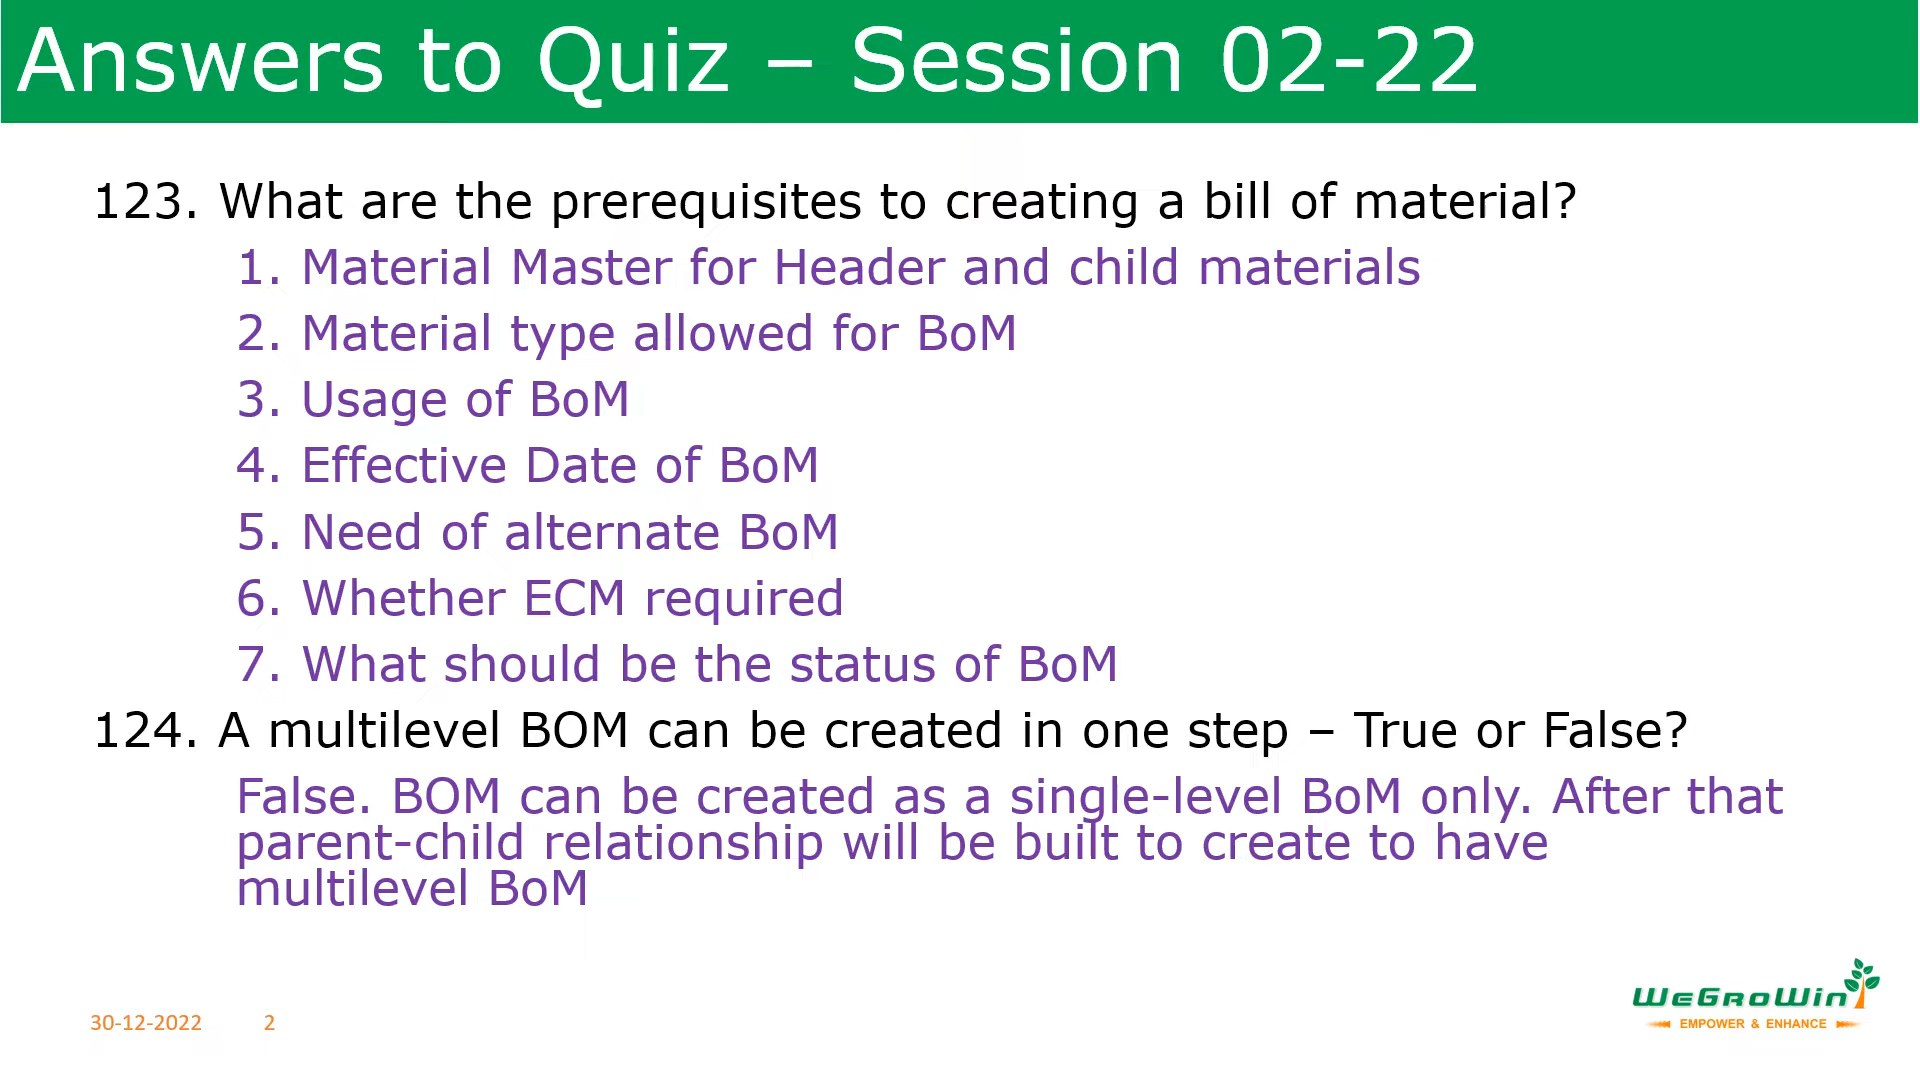 Answers to Quiz – Session 02-22
123. What are the prerequisites to creating a bill of material?
1. Material Master for Header and child materials
2. Material type allowed for BoM
3. Usage of BoM
4. Effective Date of BoM
5. Need of alternate BoM
6. Whether ECM required
7. What should be the status of BoM
124. A multilevel BOM can be created in one step – True or False?
False. BOM can be created as a single-level BoM only. After that
parent-child relationship will be built to create to have
multilevel BoM
30-12-2022 2
WeGroWin
EMPOWER & ENHANCE